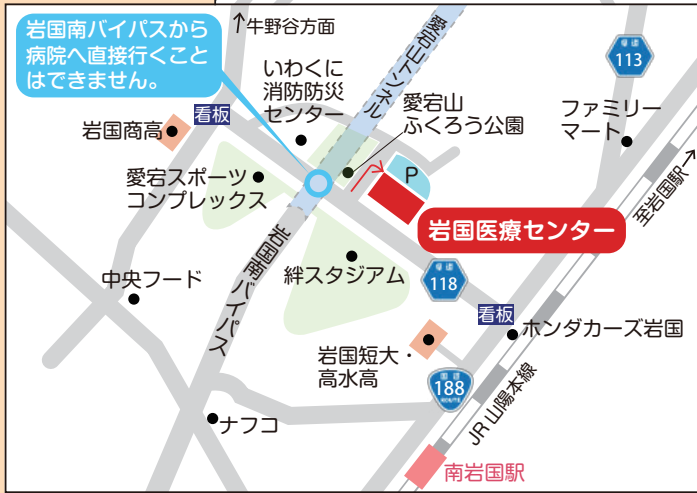 岩国南バイパスから
病院へ直接行くこと
はできません。
↑牛野谷方面
愛宕山トンネル
県道
113
いわくに
消防防災
センター
愛宕山
ふくろう公園
ファミリー
マート
看板
岩国商高
P
至岩国駅→
愛宕スポーツ
コンプレックス
岩国医療センター
岩国南バイパス
絆スタジアム
県道
118
中央フード
看板
ホンダカーズ岩国
岩国短大・
高水高
国道
188
ROUTE
JR山陽本線
ナフコ
南岩国駅